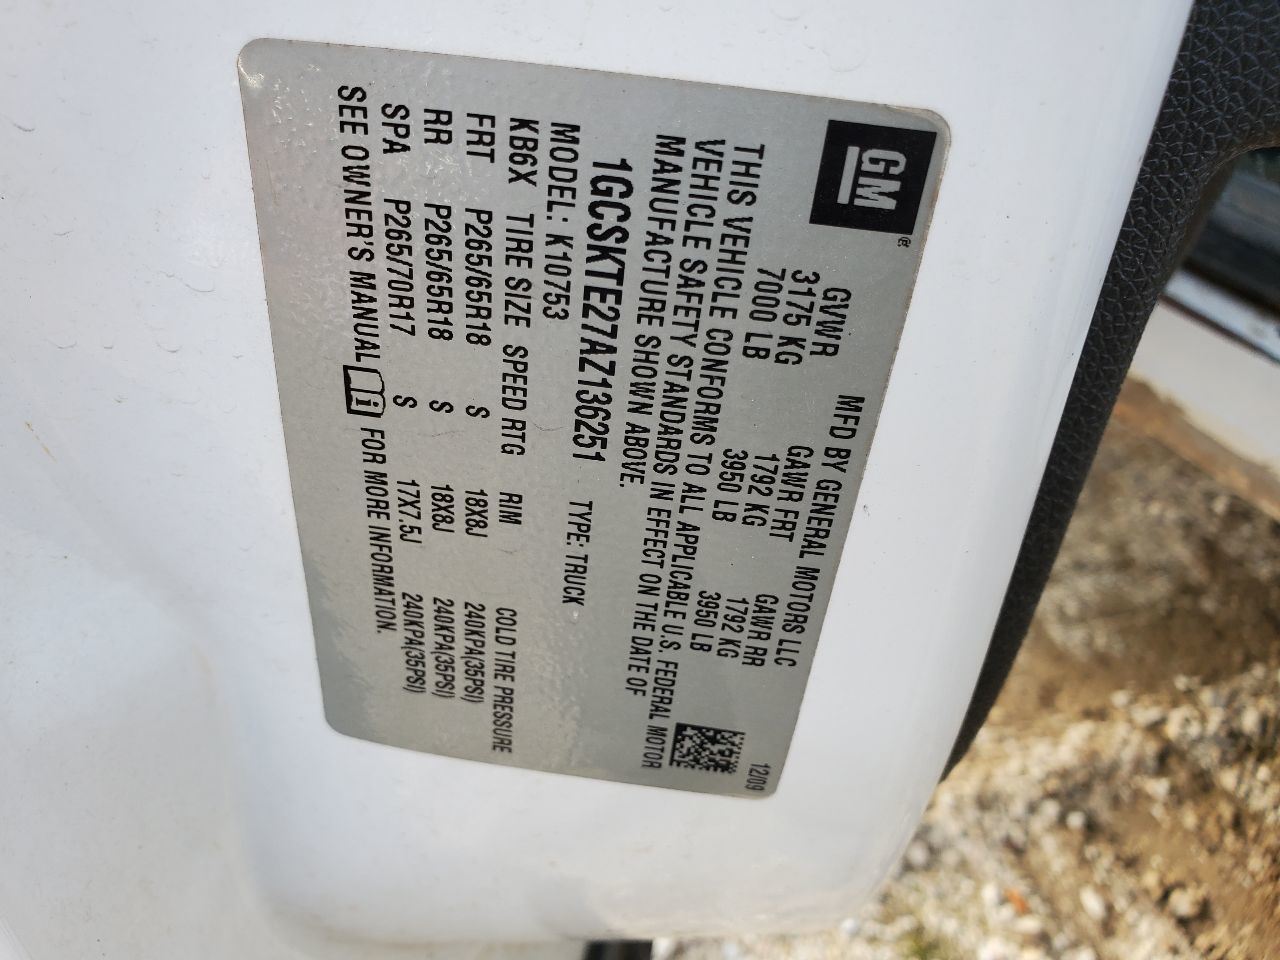 GM®
MFD BY GENERAL MOTORS LLC 12/09
GVWR GAWR FRT GAWR RR
3175 KG 1792 KG 1792 KG
7000 LB 3950 LB 3950 LB
THIS VEHICLE CONFORMS TO ALL APPLICABLE U.S. FEDERAL MOTOR
VEHICLE SAFETY STANDARDS IN EFFECT ON THE DATE OF
MANUFACTURE SHOWN ABOVE.
1GCSKTE27AZ136251 TYPE: TRUCK
MODEL: K10753
KB6X TIRE SIZE SPEED RTG RIM COLD TIRE PRESSURE
FRT P265/65R18 S 18X8J 240KPA(35PSI)
RR P265/65R18 S 18X8J 240KPA(35PSI)
SPA P265/70R17 S 17X7.5J 240KPA(35PSI)
SEE OWNER'S MANUAL i FOR MORE INFORMATION.